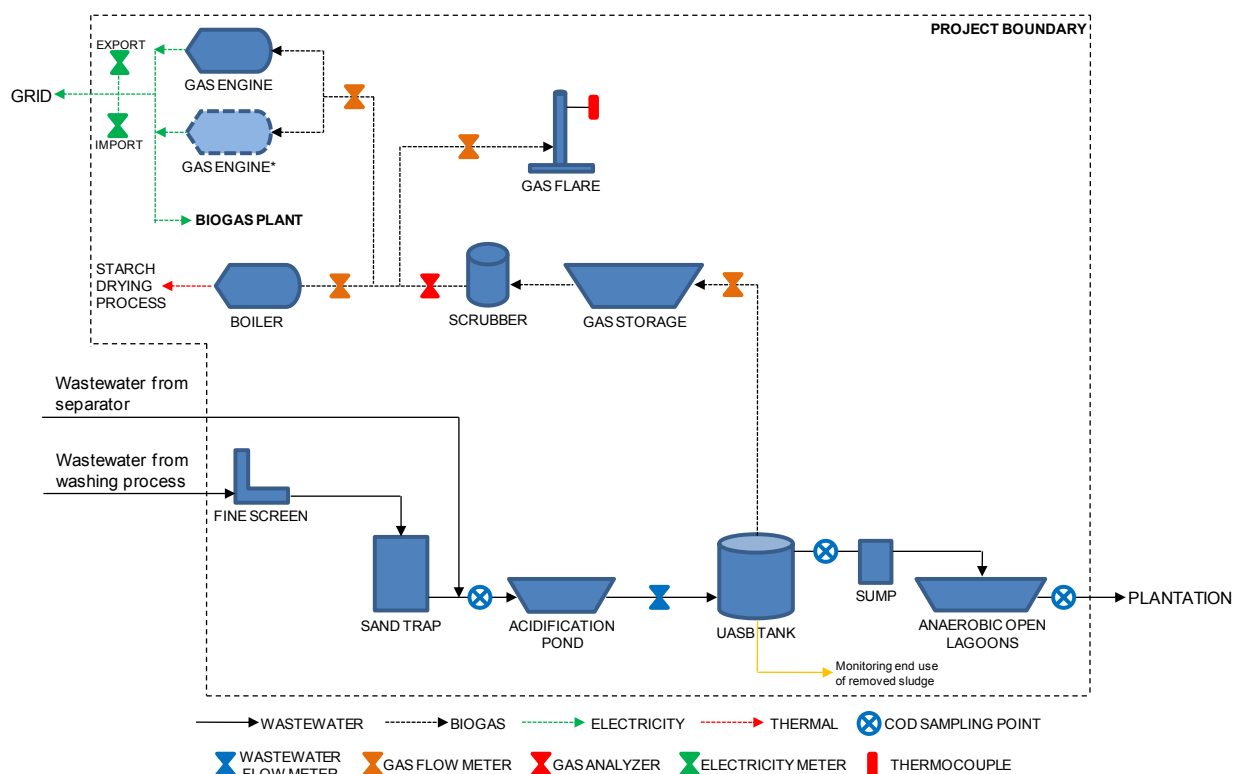 PROJECT BOUNDARY
EXPORT
GAS ENGINE
GRID
IMPORT
GAS ENGINE*
GAS FLARE
BIOGAS PLANT
STARCH
DRYING
PROCESS
BOILER
SCRUBBER
GAS STORAGE
Wastewater from
separator
Wastewater from
washing process
FINE SCREEN
SAND TRAP
ACIDIFICATION
POND
UASB TANK
SUMP
ANAEROBIC OPEN
LAGOONS
PLANTATION
Monitoring end use
of removed sludge
WASTEWATER
BIOGAS
ELECTRICITY
THERMAL
COD SAMPLING POINT
WASTEWATER
FLOW METER
GAS FLOW METER
GAS ANALYZER
ELECTRICITY METER
THERMOCOUPLE